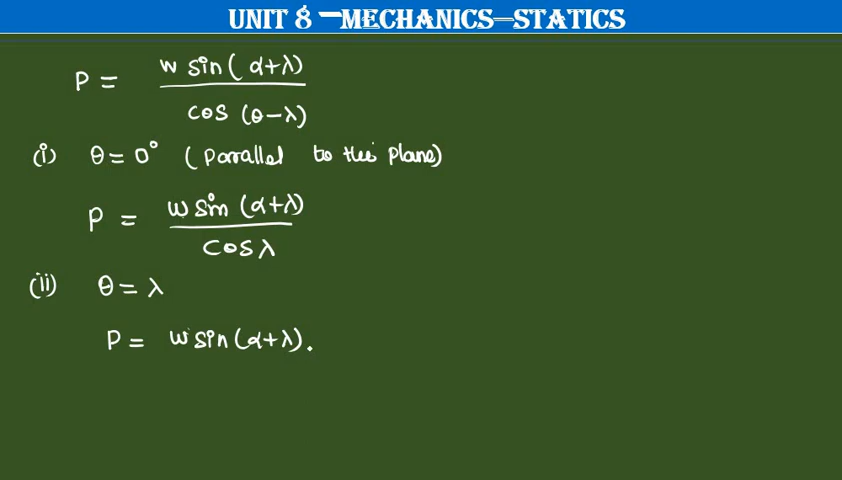 UNIT 8 –MECHANICS–STATICS
P = W sin(α+λ) / cos(θ−λ)
(i) θ = 0° (Parallel to the plane)
P = W sin(α+λ) / cos λ
(ii) θ = λ
P = W sin(α+λ).